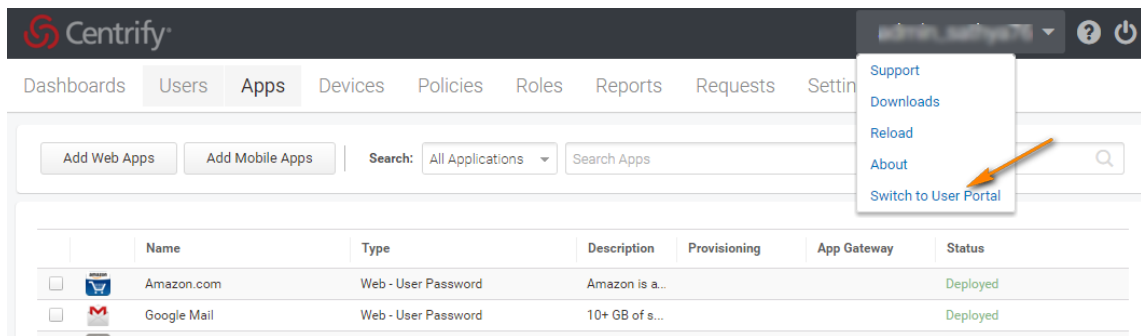 Centrify
Dashboards Users Apps Devices Policies Roles Reports Requests Settin
Support
Downloads
Reload
About
Switch to User Portal
Add Web Apps Add Mobile Apps Search: All Applications Search Apps
Name Type Description Provisioning App Gateway Status
Amazon.com Web - User Password Amazon is a... Deployed
Google Mail Web - User Password 10+ GB of s... Deployed